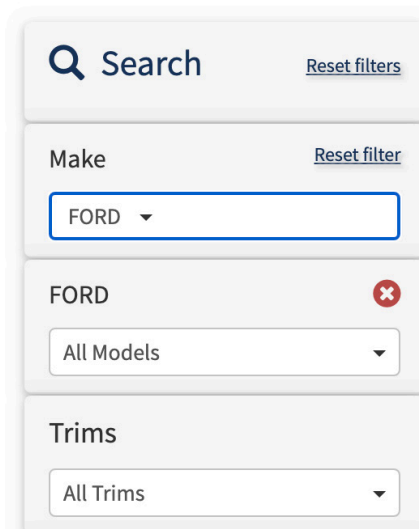 Search
Reset filters
Make
Reset filter
FORD
FORD
All Models
Trims
All Trims